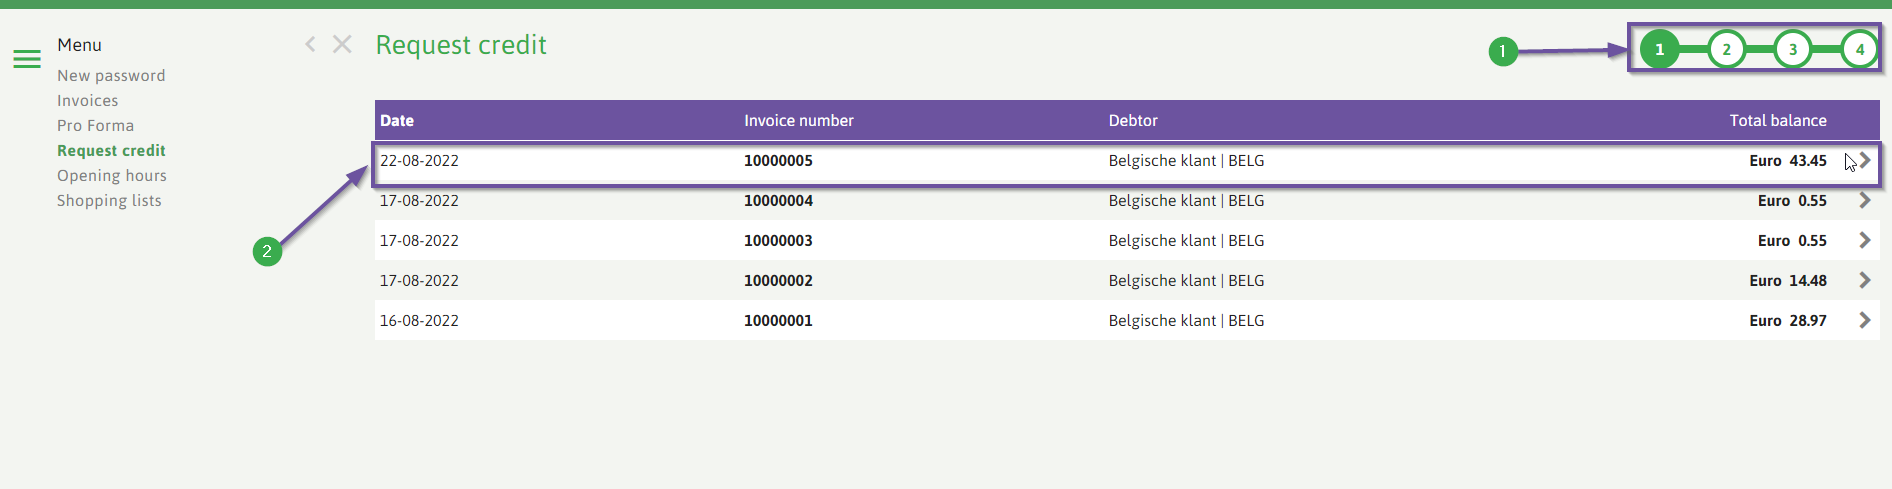 Menu
New password
Invoices
Pro Forma
Request credit
Opening hours
Shopping lists
Request credit
1
1 2 3 4
Date Invoice number Debtor Total balance
22-08-2022 10000005 Belgische klant | BELG Euro 43.45
17-08-2022 10000004 Belgische klant | BELG Euro 0.55
17-08-2022 10000003 Belgische klant | BELG Euro 0.55
17-08-2022 10000002 Belgische klant | BELG Euro 14.48
16-08-2022 10000001 Belgische klant | BELG Euro 28.97
2